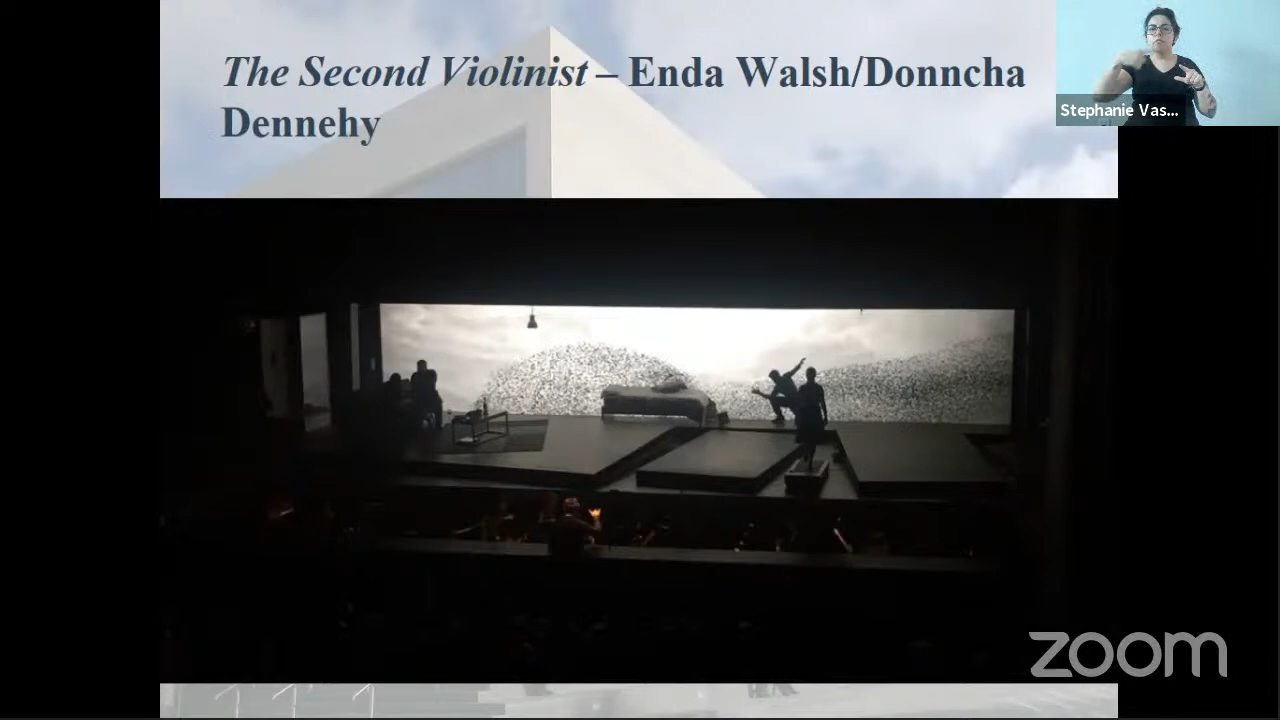 The Second Violinist – Enda Walsh/Donncha
Dennehy
Stephanie Vas...
zoom